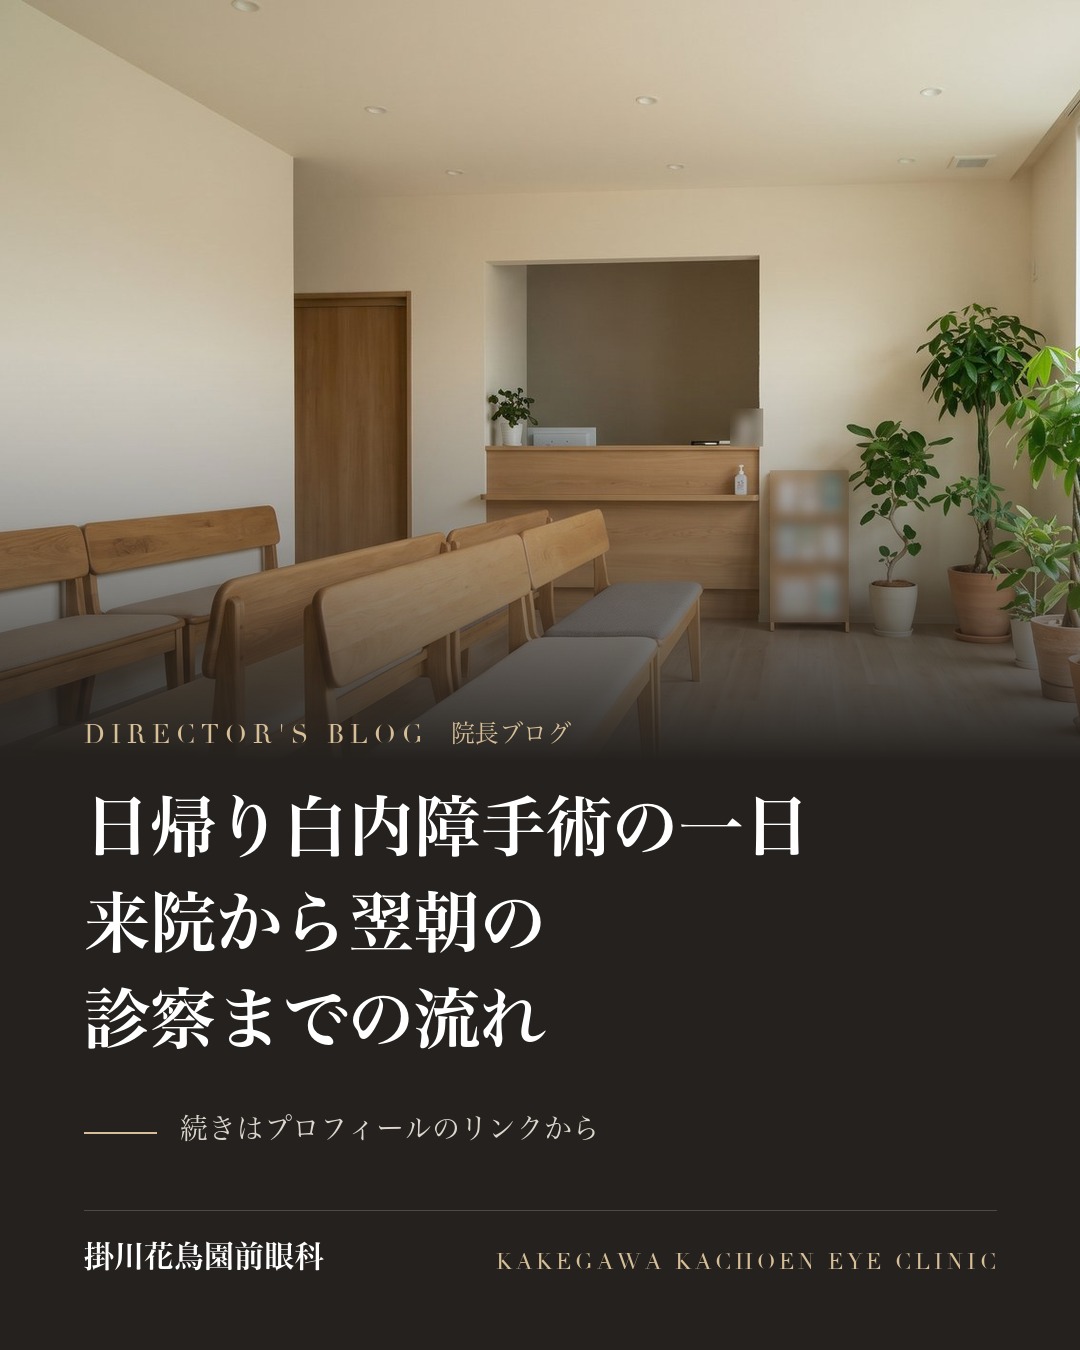 DIRECTOR'S BLOG 院長ブログ
日帰り白内障手術の一日
来院から翌朝の
診察までの流れ
続きはプロフィールのリンクから
掛川花鳥園前眼科
KAKEGAWA KACHOEN EYE CLINIC